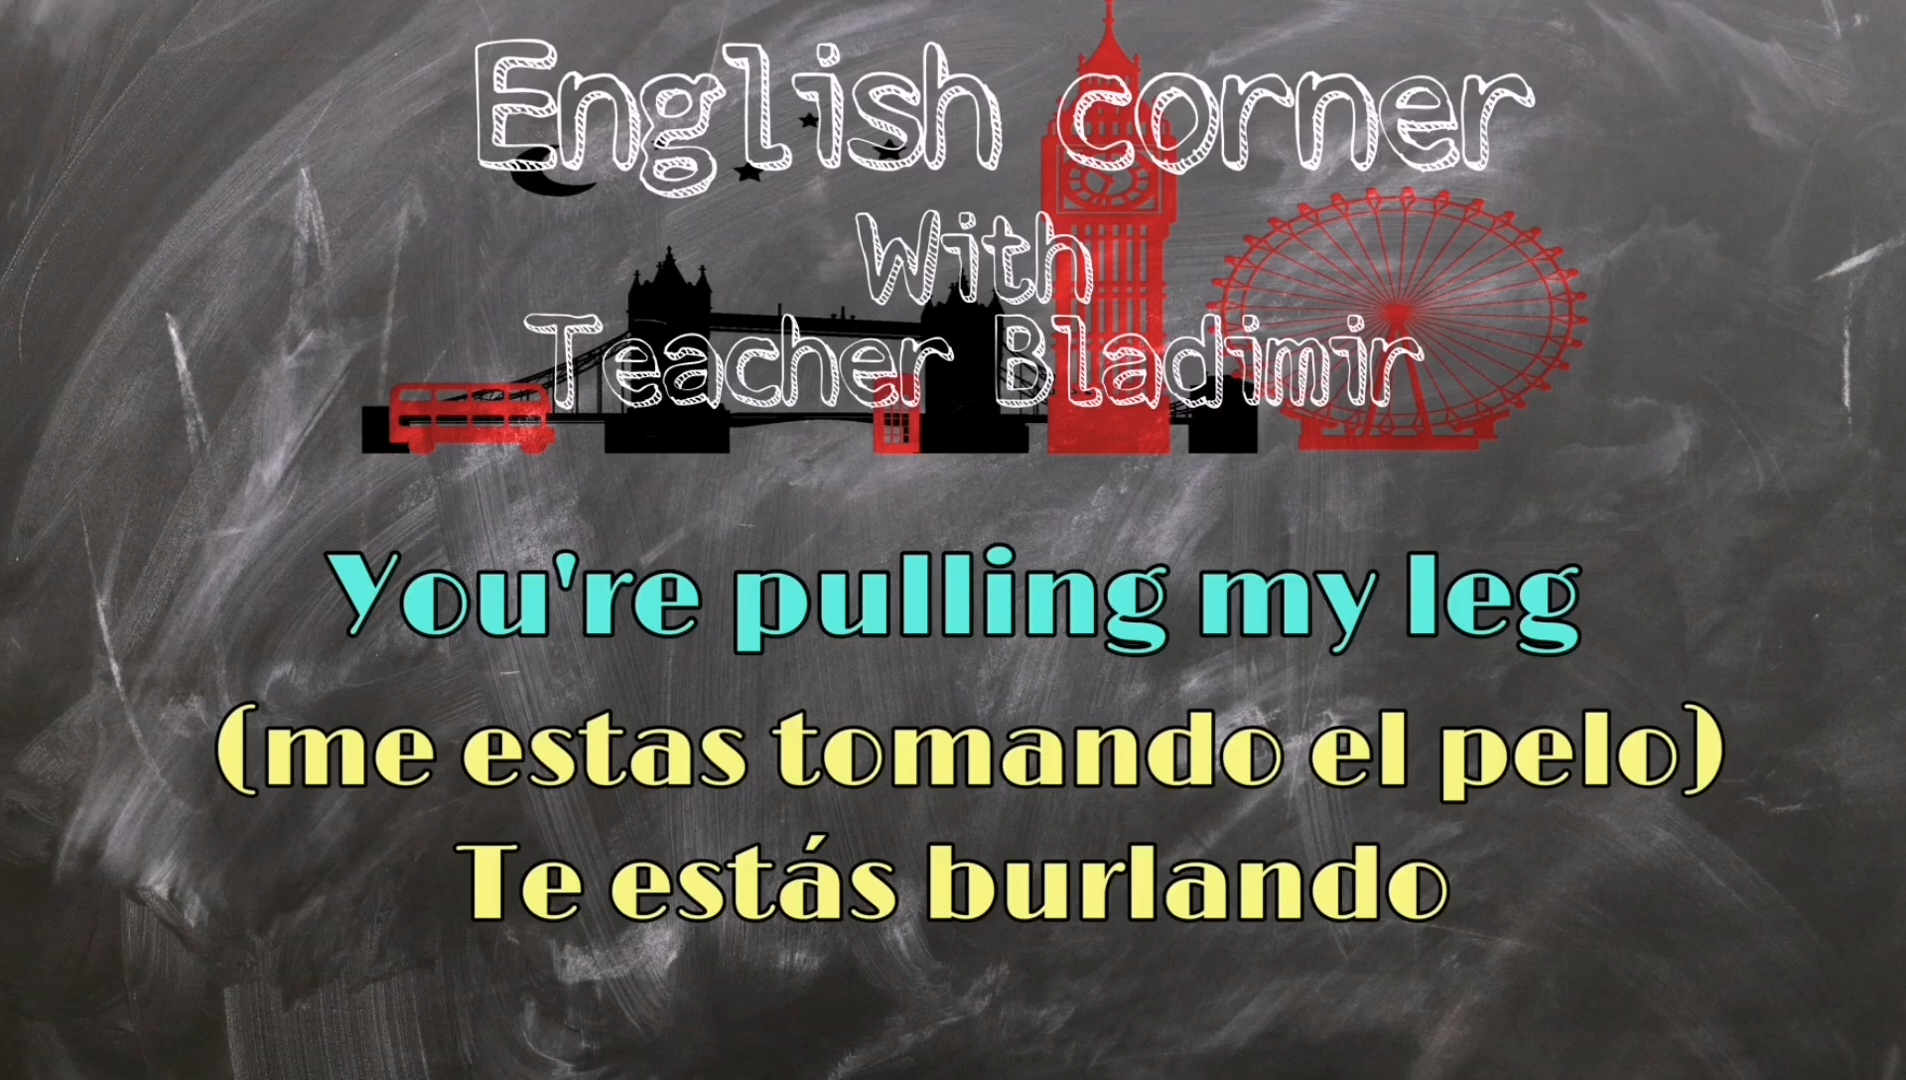 English corner
With
Teacher Bladimir
You're pulling my leg
(me estas tomando el pelo)
Te estás burlando